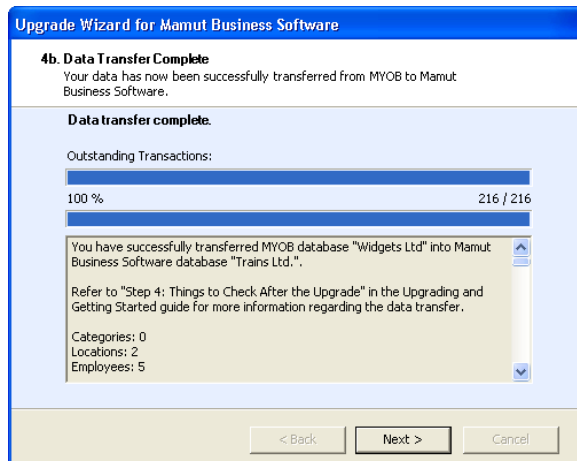 Upgrade Wizard for Mamut Business Software
4b. Data Transfer Complete
Your data has now been successfully transferred from MYOB to Mamut
Business Software.
Data transfer complete.
Outstanding Transactions:
100 % 216 / 216
You have successfully transferred MYOB database "Widgets Ltd" into Mamut
Business Software database "Trains Ltd.".
Refer to "Step 4: Things to Check After the Upgrade" in the Upgrading and
Getting Started guide for more information regarding the data transfer.
Categories: 0
Locations: 2
Employees: 5
< Back Next > Cancel